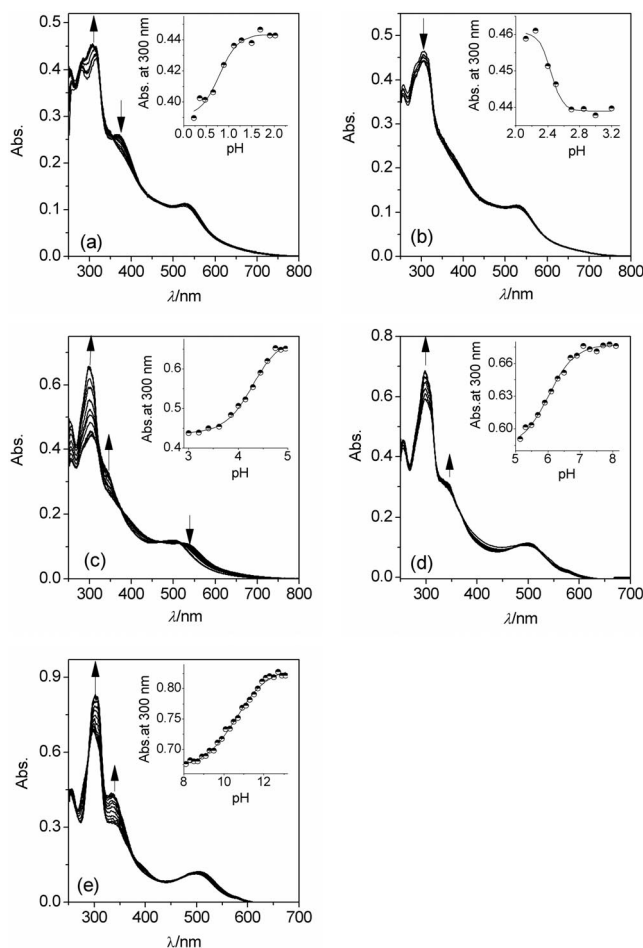 0.5
0.4
0.3
0.2
0.1
0.0
Abs.
300 400 500 600 700 800
λ/nm
(a)
Abs. at 300 nm
0.44
0.42
0.40
0.0 0.5 1.0 1.5 2.0
pH
0.5
0.4
0.3
0.2
0.1
0.0
Abs.
300 400 500 600 700 800
λ/nm
(b)
Abs. at 300 nm
0.46
0.45
0.44
2.0 2.4 2.8 3.2
pH
0.6
0.4
0.2
0.0
Abs.
300 400 500 600 700 800
λ/nm
(c)
Abs.at 300 nm
0.6
0.5
0.4
3 4 5
pH
0.8
0.6
0.4
0.2
0.0
Abs.
300 400 500 600 700
λ/nm
(d)
Abs.at 300 nm
0.66
0.63
0.60
5 6 7 8
pH
0.9
0.6
0.3
0.0
Abs.
300 400 500 600 700
λ/nm
(e)
Abs.at 300 nm
0.80
0.75
0.70
8 10 12
pH